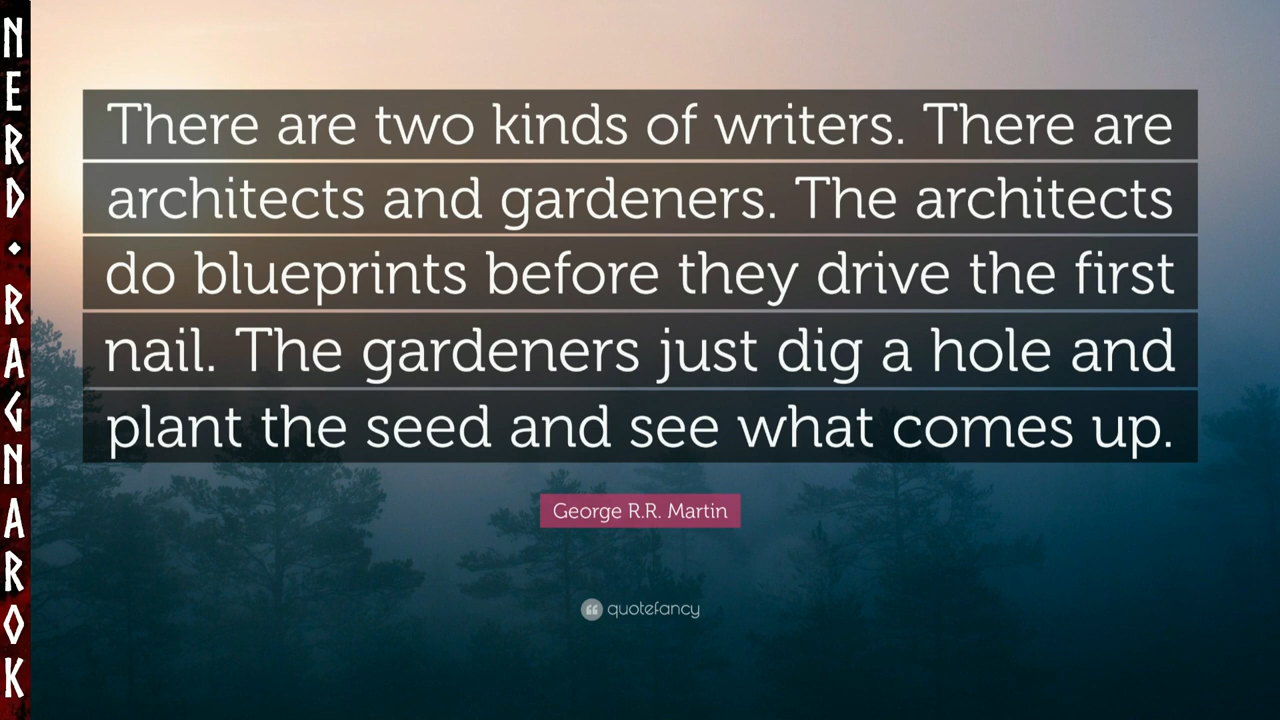 NERD · RAGNAROK
There are two kinds of writers. There are
architects and gardeners. The architects
do blueprints before they drive the first
nail. The gardeners just dig a hole and
plant the seed and see what comes up.
George R.R. Martin
quotefancy